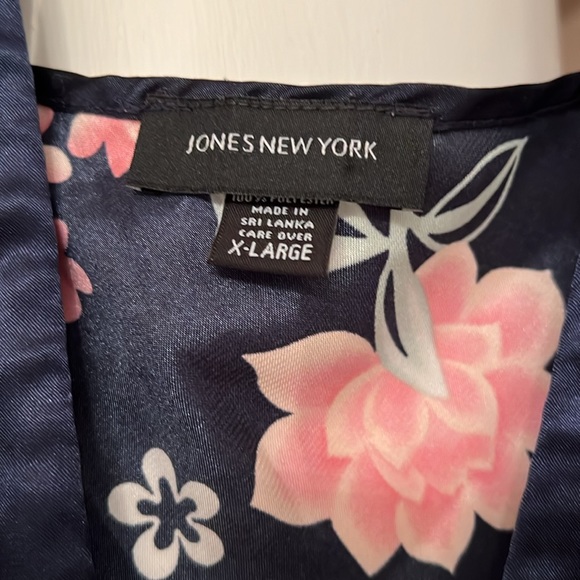 JONES NEW YORK
100% POLYESTER
MADE IN
SRI LANKA
CARE OVER
X-LARGE